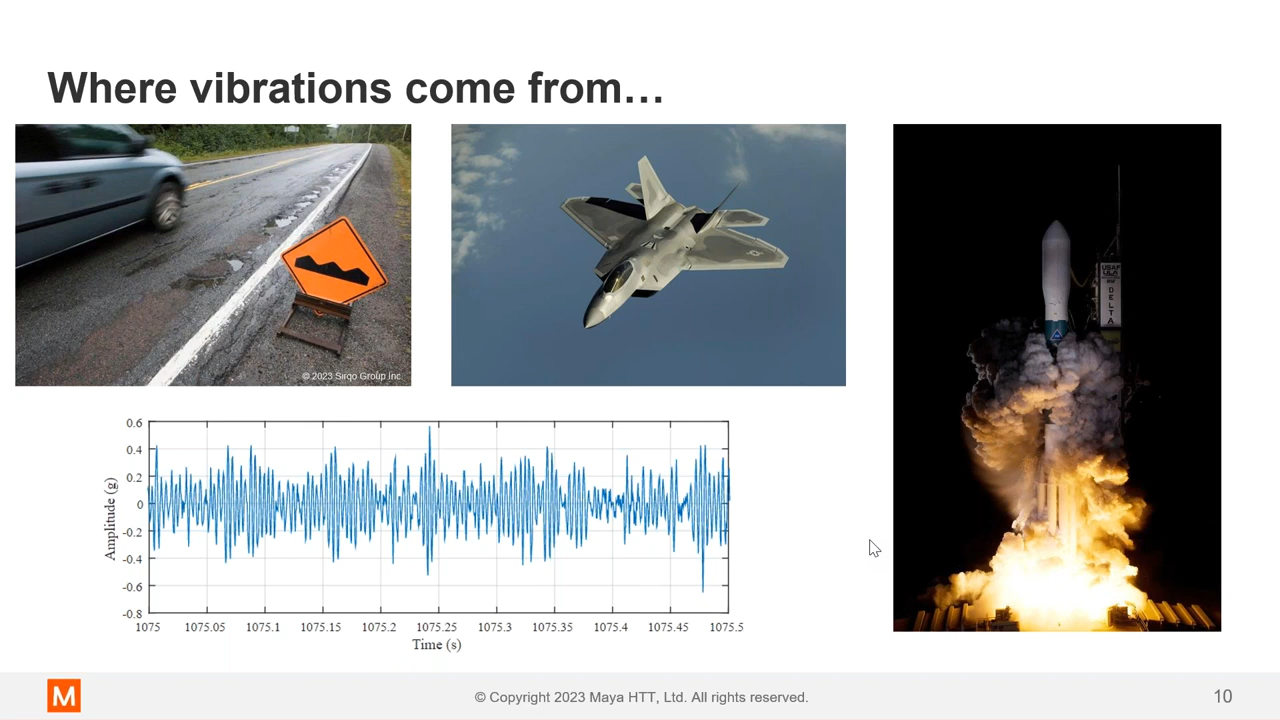 Where vibrations come from…
© 2023 Sirqo Group Inc.
DELTA
0.6
0.4
0.2
0
-0.2
-0.4
-0.6
-0.8
Amplitude (g)
1075 1075.05 1075.1 1075.15 1075.2 1075.25 1075.3 1075.35 1075.4 1075.45 1075.5
Time (s)
M
© Copyright 2023 Maya HTT, Ltd. All rights reserved.
10